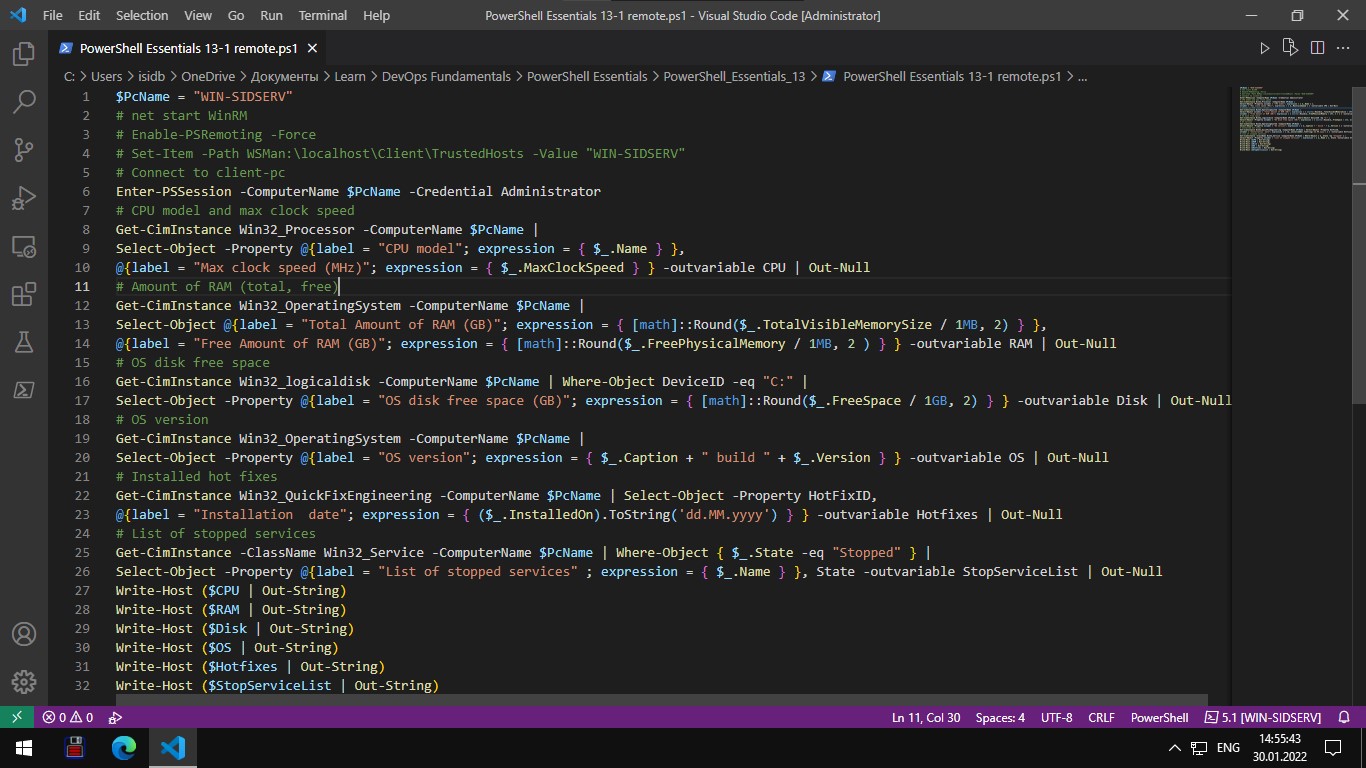 File Edit Selection View Go Run Terminal Help PowerShell Essentials 13-1 remote.ps1 - Visual Studio Code [Administrator]
PowerShell Essentials 13-1 remote.ps1
C: > Users > isidb > OneDrive > Документы > Learn > DevOps Fundamentals > PowerShell Essentials > PowerShell_Essentials_13 > PowerShell Essentials 13-1 remote.ps1 > ...
1 $PcName = "WIN-SIDSERV"
2 # net start WinRM
3 # Enable-PSRemoting -Force
4 # Set-Item -Path WSMan:\localhost\Client\TrustedHosts -Value "WIN-SIDSERV"
5 # Connect to client-pc
6 Enter-PSSession -ComputerName $PcName -Credential Administrator
7 # CPU model and max clock speed
8 Get-CimInstance Win32_Processor -ComputerName $PcName |
9 Select-Object -Property @{label = "CPU model"; expression = { $_.Name } },
10 @{label = "Max clock speed (MHz)"; expression = { $_.MaxClockSpeed } } -outvariable CPU | Out-Null
11 # Amount of RAM (total, free)
12 Get-CimInstance Win32_OperatingSystem -ComputerName $PcName |
13 Select-Object @{label = "Total Amount of RAM (GB)"; expression = { [math]::Round($_.TotalVisibleMemorySize / 1MB, 2) } },
14 @{label = "Free Amount of RAM (GB)"; expression = { [math]::Round($_.FreePhysicalMemory / 1MB, 2 ) } } -outvariable RAM | Out-Null
15 # OS disk free space
16 Get-CimInstance Win32_logicaldisk -ComputerName $PcName | Where-Object DeviceID -eq "C:" |
17 Select-Object -Property @{label = "OS disk free space (GB)"; expression = { [math]::Round($_.FreeSpace / 1GB, 2) } } -outvariable Disk | Out-Null
18 # OS version
19 Get-CimInstance Win32_OperatingSystem -ComputerName $PcName |
20 Select-Object -Property @{label = "OS version"; expression = { $_.Caption + " build " + $_.Version } } -outvariable OS | Out-Null
21 # Installed hot fixes
22 Get-CimInstance Win32_QuickFixEngineering -ComputerName $PcName | Select-Object -Property HotFixID,
23 @{label = "Installation  date"; expression = { ($_.InstalledOn).ToString('dd.MM.yyyy') } } -outvariable Hotfixes | Out-Null
24 # List of stopped services
25 Get-CimInstance -ClassName Win32_Service -ComputerName $PcName | Where-Object { $_.State -eq "Stopped" } |
26 Select-Object -Property @{label = "List of stopped services" ; expression = { $_.Name } }, State -outvariable StopServiceList | Out-Null
27 Write-Host ($CPU | Out-String)
28 Write-Host ($RAM | Out-String)
29 Write-Host ($Disk | Out-String)
30 Write-Host ($OS | Out-String)
31 Write-Host ($Hotfixes | Out-String)
32 Write-Host ($StopServiceList | Out-String)
0 0 Ln 11, Col 30 Spaces: 4 UTF-8 CRLF PowerShell 5.1 [WIN-SIDSERV]
ENG 14:55:43
30.01.2022